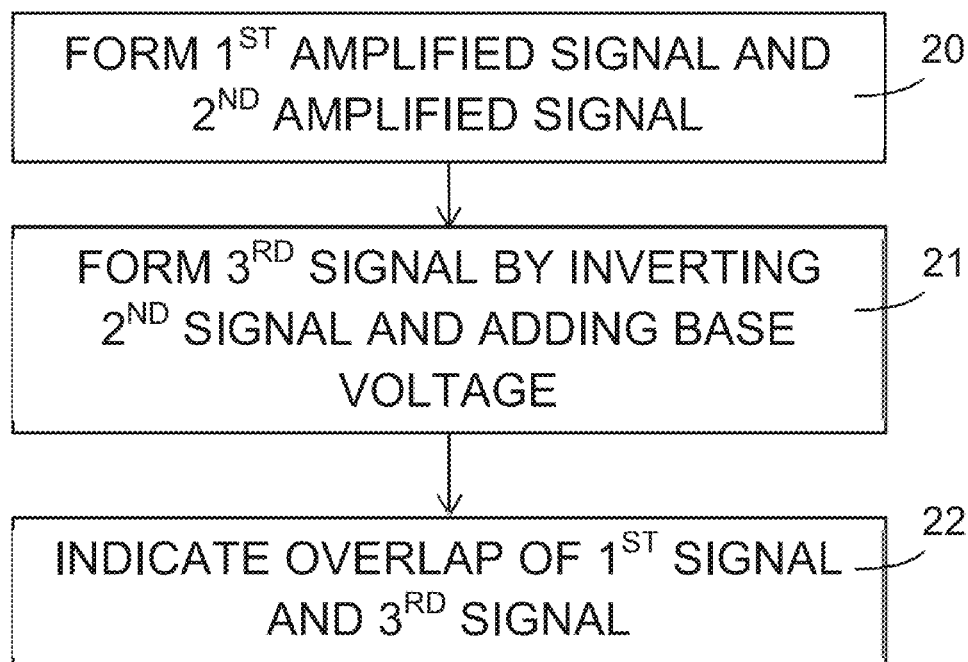 FORM 1ST AMPLIFIED SIGNAL AND
2ND AMPLIFIED SIGNAL
20
FORM 3RD SIGNAL BY INVERTING
2ND SIGNAL AND ADDING BASE
VOLTAGE
21
INDICATE OVERLAP OF 1ST SIGNAL
AND 3RD SIGNAL
22